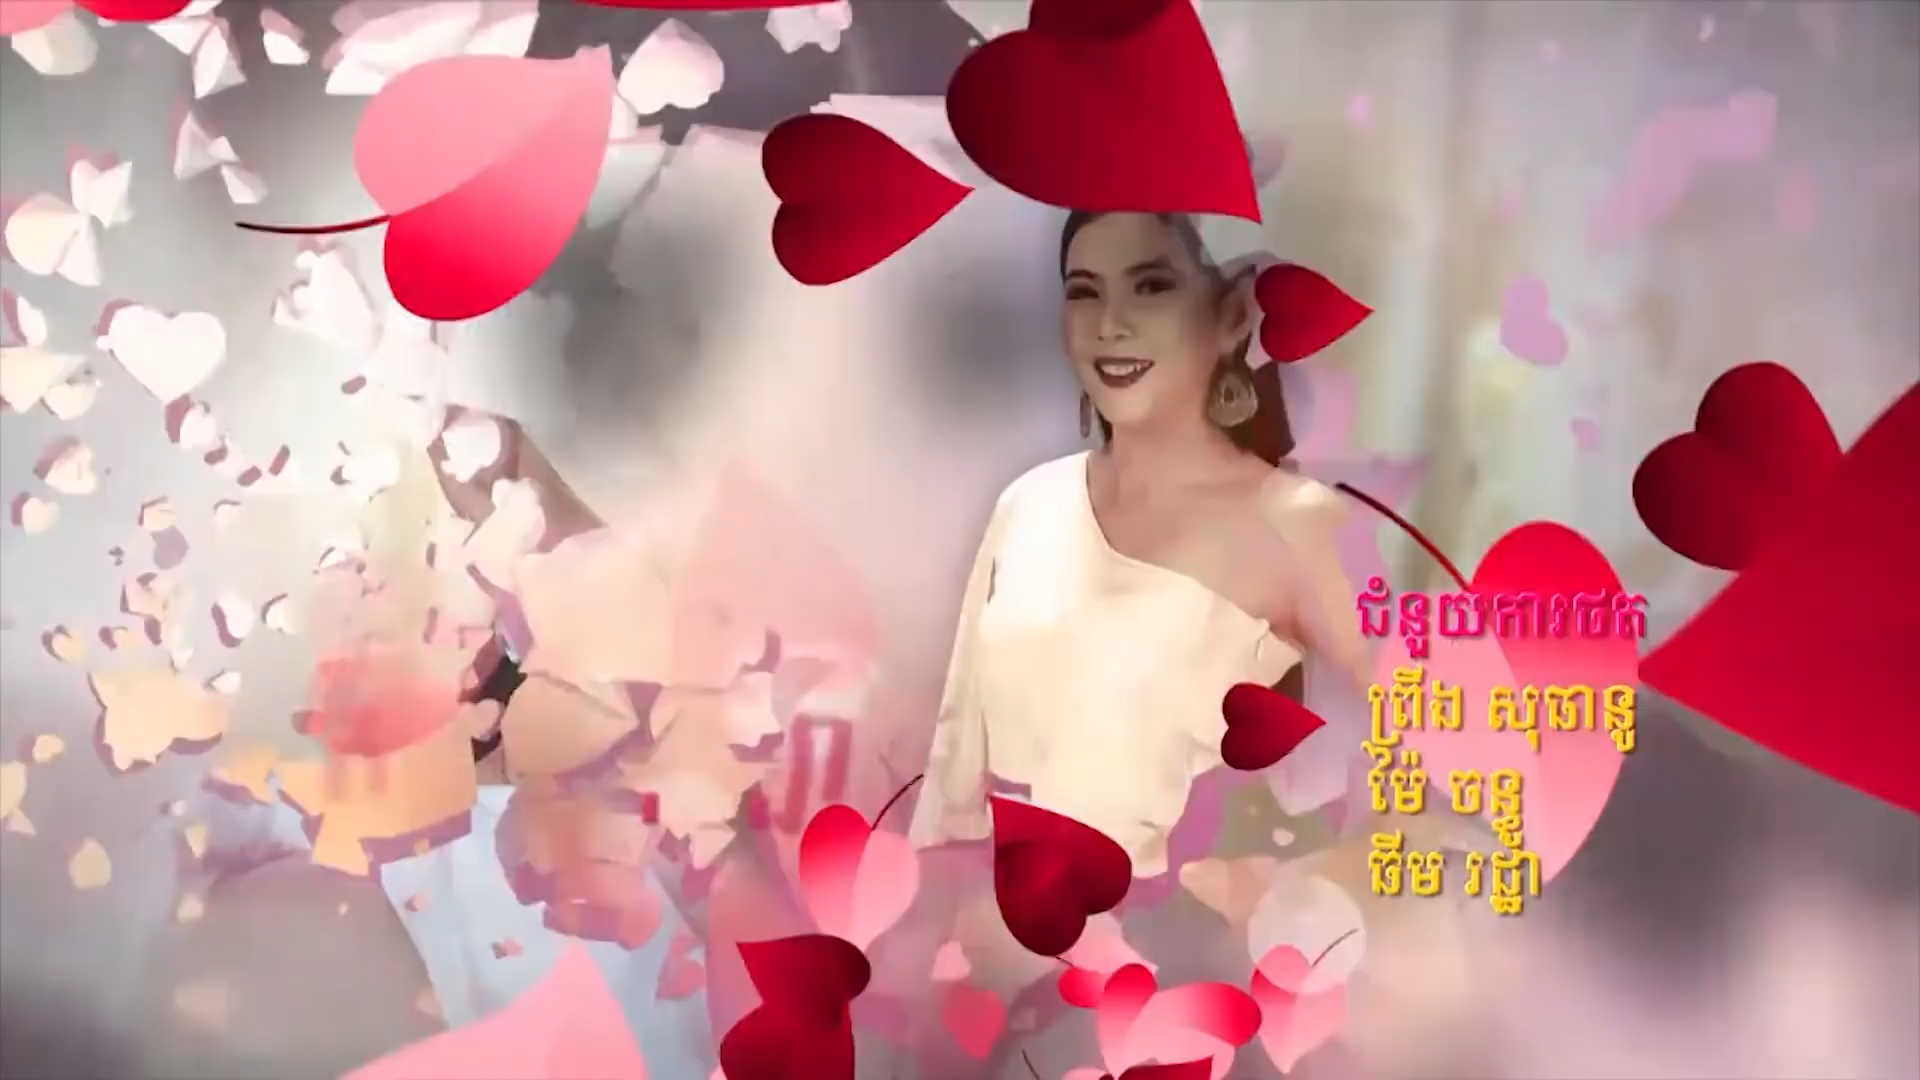 ជំនួយការថត
ព្រឹង សុធានូ
ម៉ៃ ចន្ធូ
ឆឹម រដ្ឋា